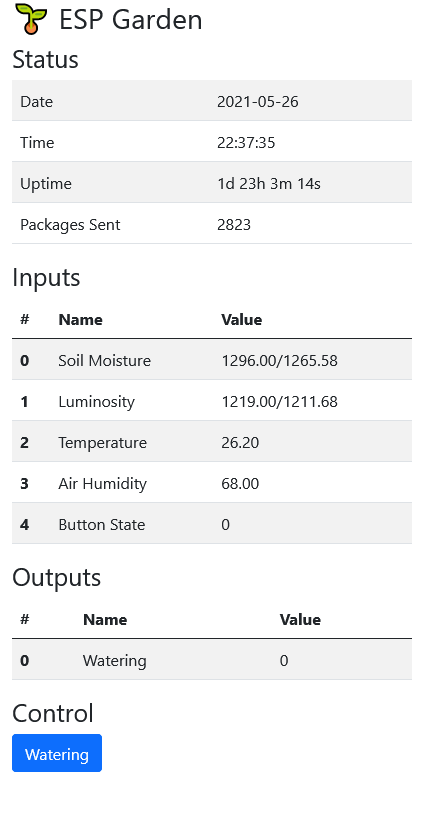 ESP Garden
Status
Date 2021-05-26
Time 22:37:35
Uptime 1d 23h 3m 14s
Packages Sent 2823
Inputs
# Name Value
0 Soil Moisture 1296.00/1265.58
1 Luminosity 1219.00/1211.68
2 Temperature 26.20
3 Air Humidity 68.00
4 Button State 0
Outputs
# Name Value
0 Watering 0
Control
Watering